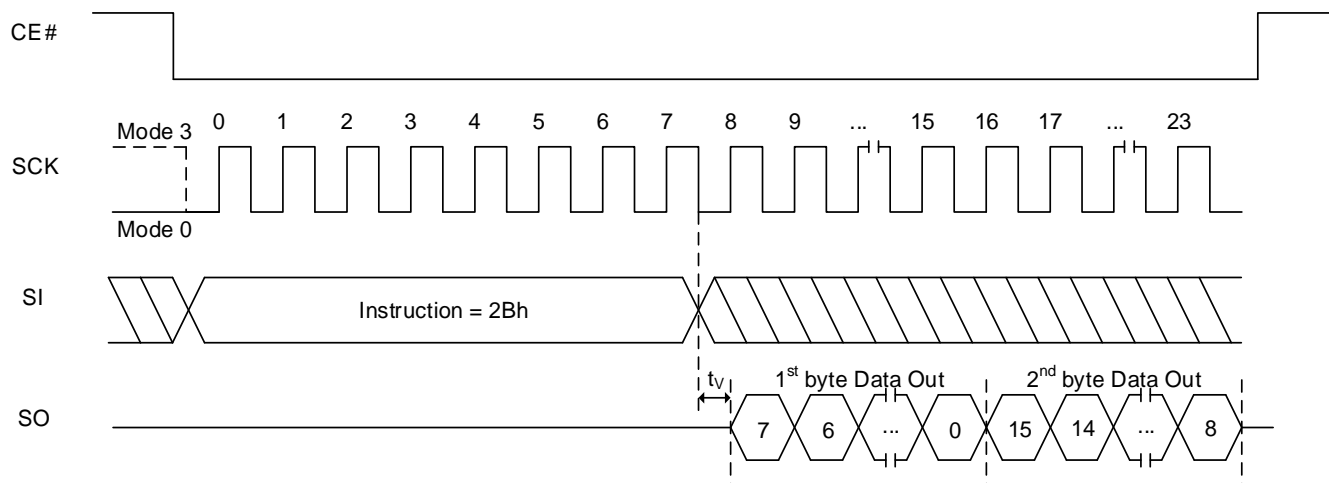 CE#
0 1 2 3 4 5 6 7 8 9 ... 15 16 17 ... 23
Mode 3
SCK
Mode 0
SI
Instruction = 2Bh
tV
1st byte Data Out
2nd byte Data Out
SO
7 6 ... 0 15 14 ... 8